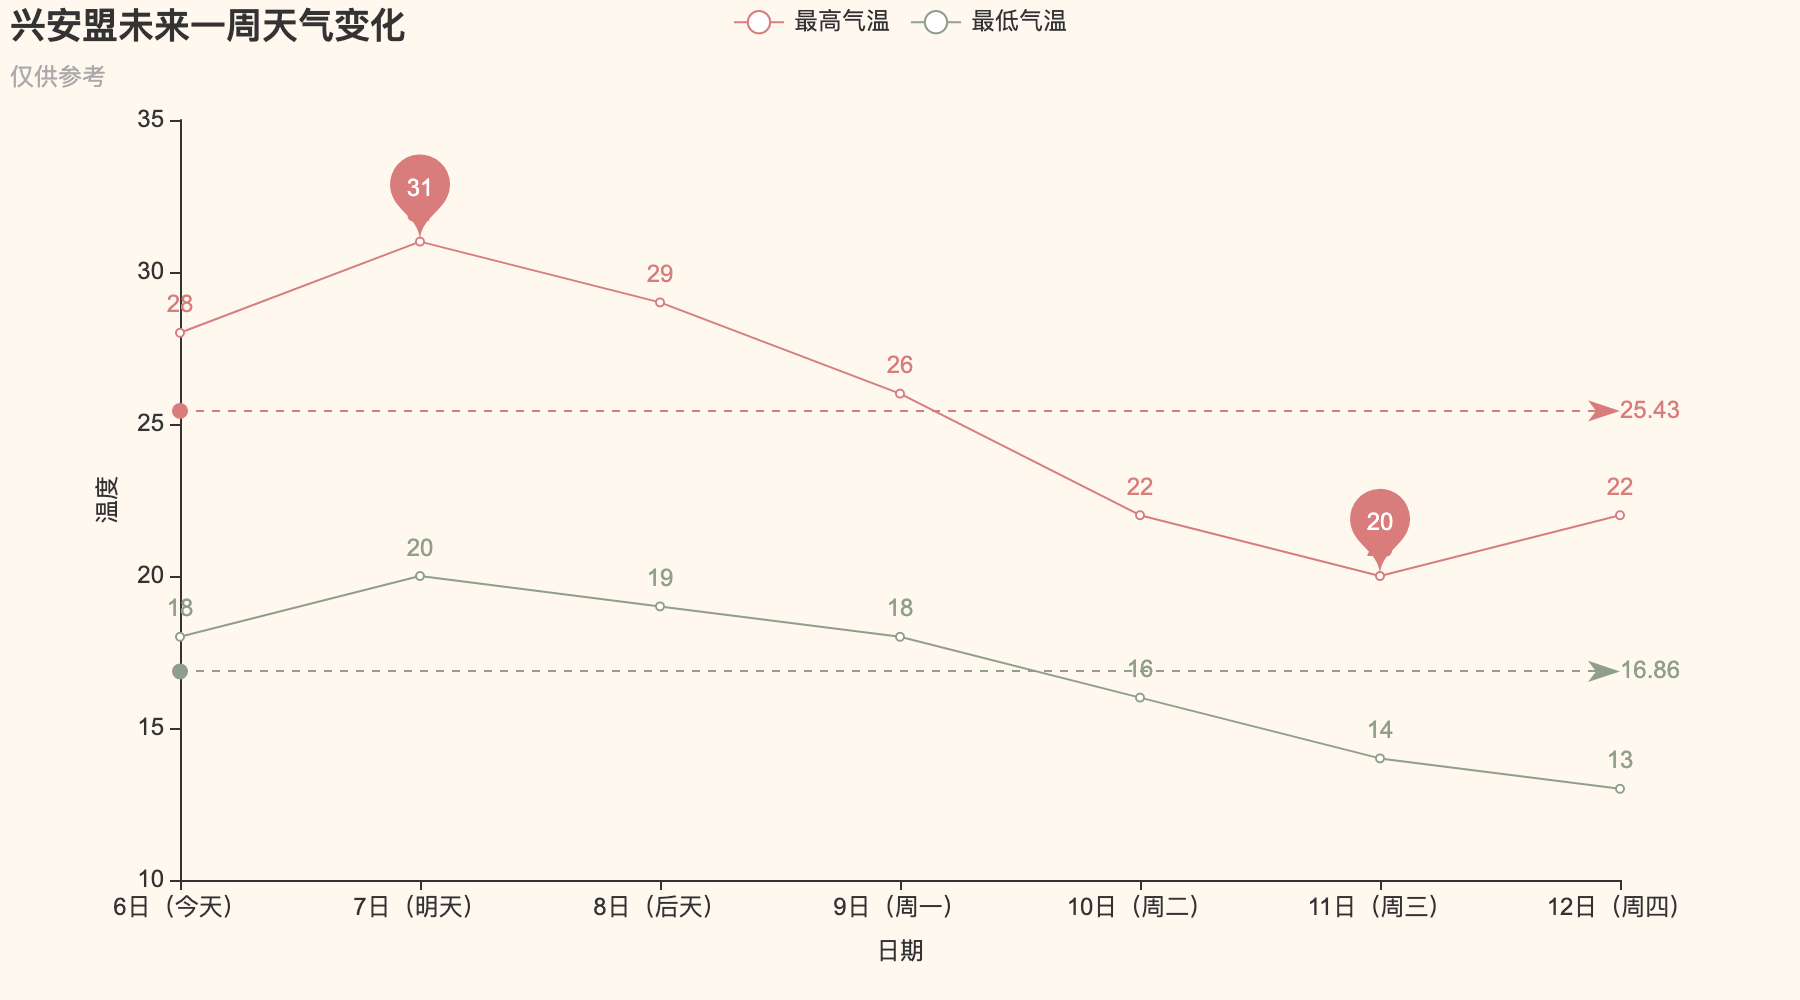 兴安盟未来一周天气变化
仅供参考
最高气温
最低气温
温度
35
30
25
20
15
10
28
31
29
26
22
20
22
25.43
18
20
19
18
16
14
13
16.86
6日（今天）
7日（明天）
8日（后天）
9日（周一）
10日（周二）
11日（周三）
12日（周四）
日期